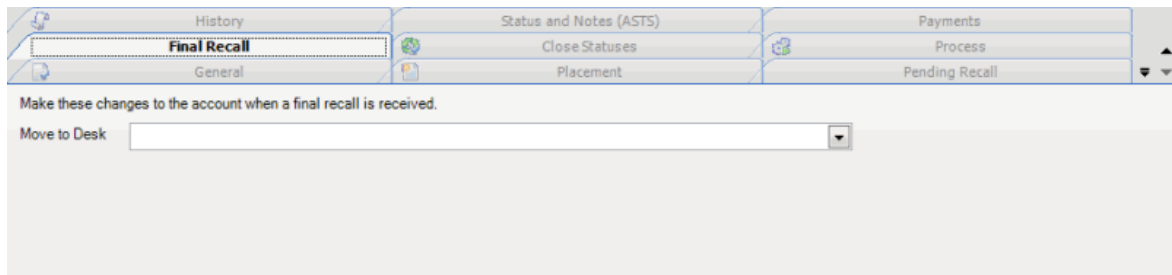 History Status and Notes (ASTS) Payments
Final Recall Close Statuses Process
General Placement Pending Recall
Make these changes to the account when a final recall is received.
Move to Desk